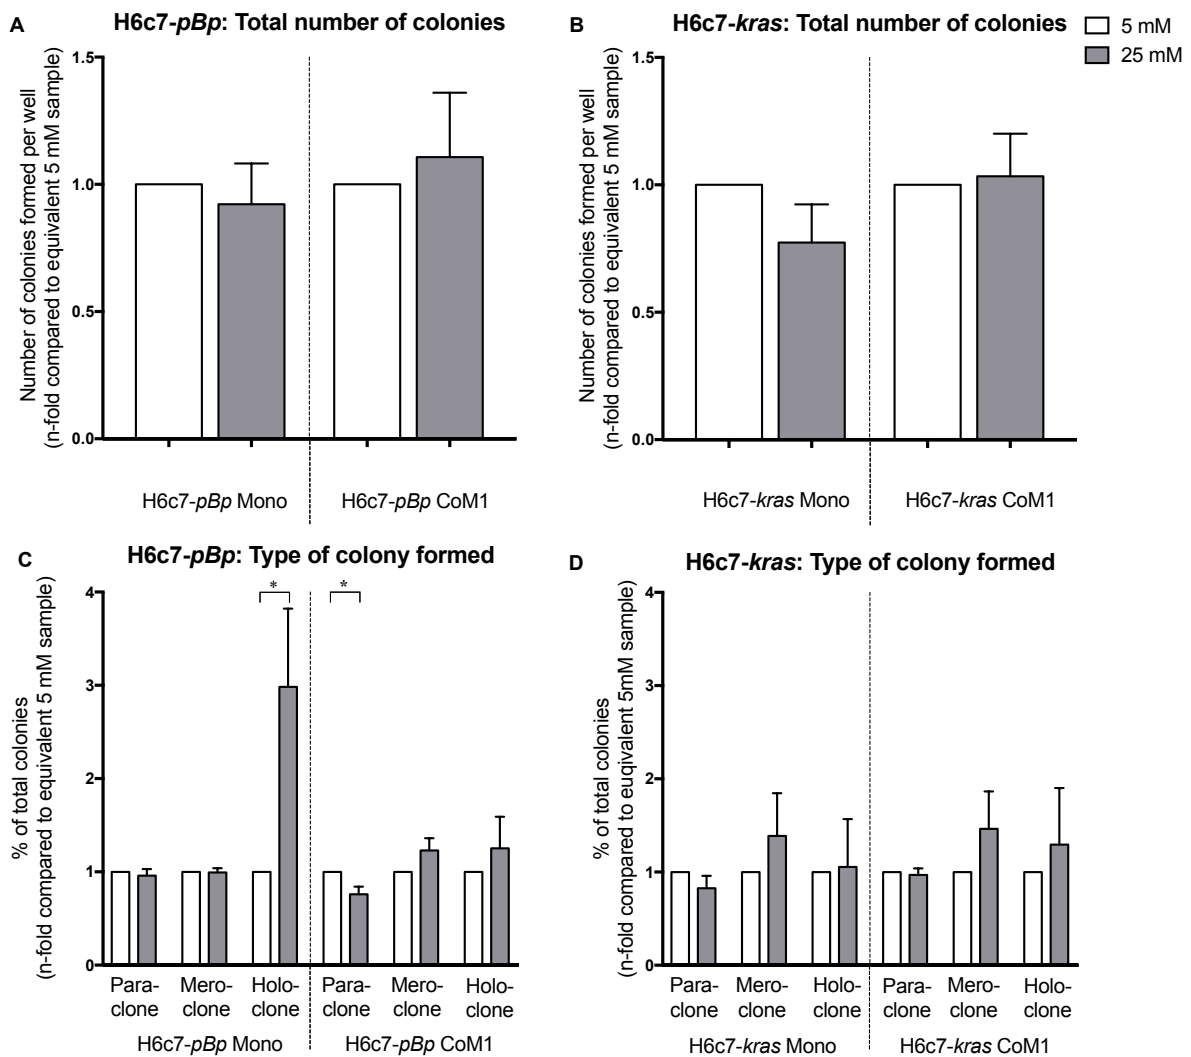 A
H6c7-pBp: Total number of colonies
Number of colonies formed per well
(n-fold compared to equivalent 5 mM sample)
1.5
1.0
0.5
0.0
H6c7-pBp Mono
H6c7-pBp CoM1
B
H6c7-kras: Total number of colonies
5 mM
25 mM
Number of colonies formed per well
(n-fold compared to equivalent 5 mM sample)
1.5
1.0
0.5
0.0
H6c7-kras Mono
H6c7-kras CoM1
C
H6c7-pBp: Type of colony formed
% of total colonies
(n-fold compared to equivalent 5 mM sample)
4
3
2
1
0
*
*
Para-
clone
Mero-
clone
Holo-
clone
Para-
clone
Mero-
clone
Holo-
clone
H6c7-pBp Mono
H6c7-pBp CoM1
D
H6c7-kras: Type of colony formed
% of total colonies
(n-fold compared to euqivalent 5mM sample)
4
3
2
1
0
Para-
clone
Mero-
clone
Holo-
clone
Para-
clone
Mero-
clone
Holo-
clone
H6c7-kras Mono
H6c7-kras CoM1